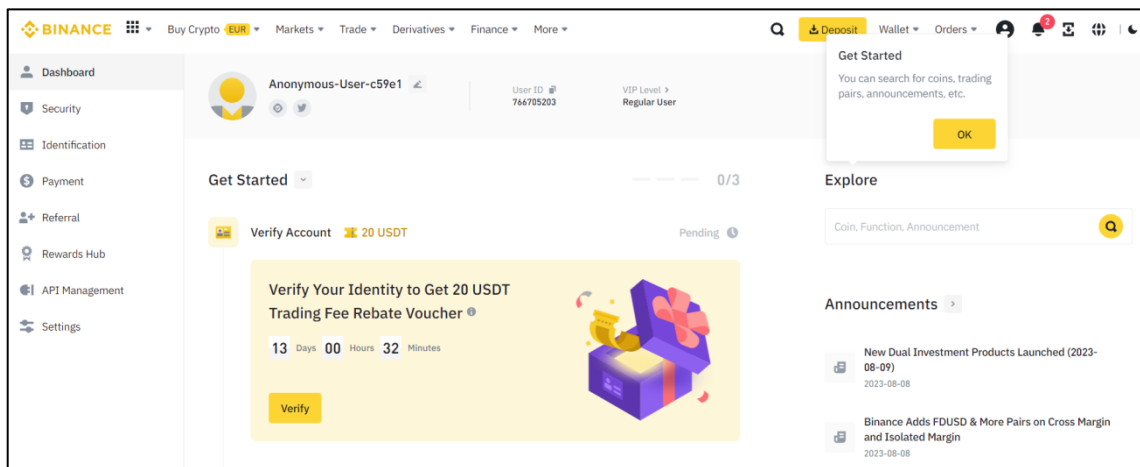 BINANCE Buy Crypto EUR Markets Trade Derivatives Finance More Deposit Wallet Orders 2
Dashboard
Security
Identification
Payment
Referral
Rewards Hub
API Management
Settings
Anonymous-User-c59e1
User ID
766705203
VIP Level
Regular User
Get Started
You can search for coins, trading
pairs, announcements, etc.
OK
Get Started 0/3
Verify Account 20 USDT Pending
Verify Your Identity to Get 20 USDT
Trading Fee Rebate Voucher
13 Days 00 Hours 32 Minutes
Verify
Explore
Coin, Function, Announcement
Announcements
New Dual Investment Products Launched (2023-
08-09)
2023-08-08
Binance Adds FDUSD & More Pairs on Cross Margin
and Isolated Margin
2023-08-08